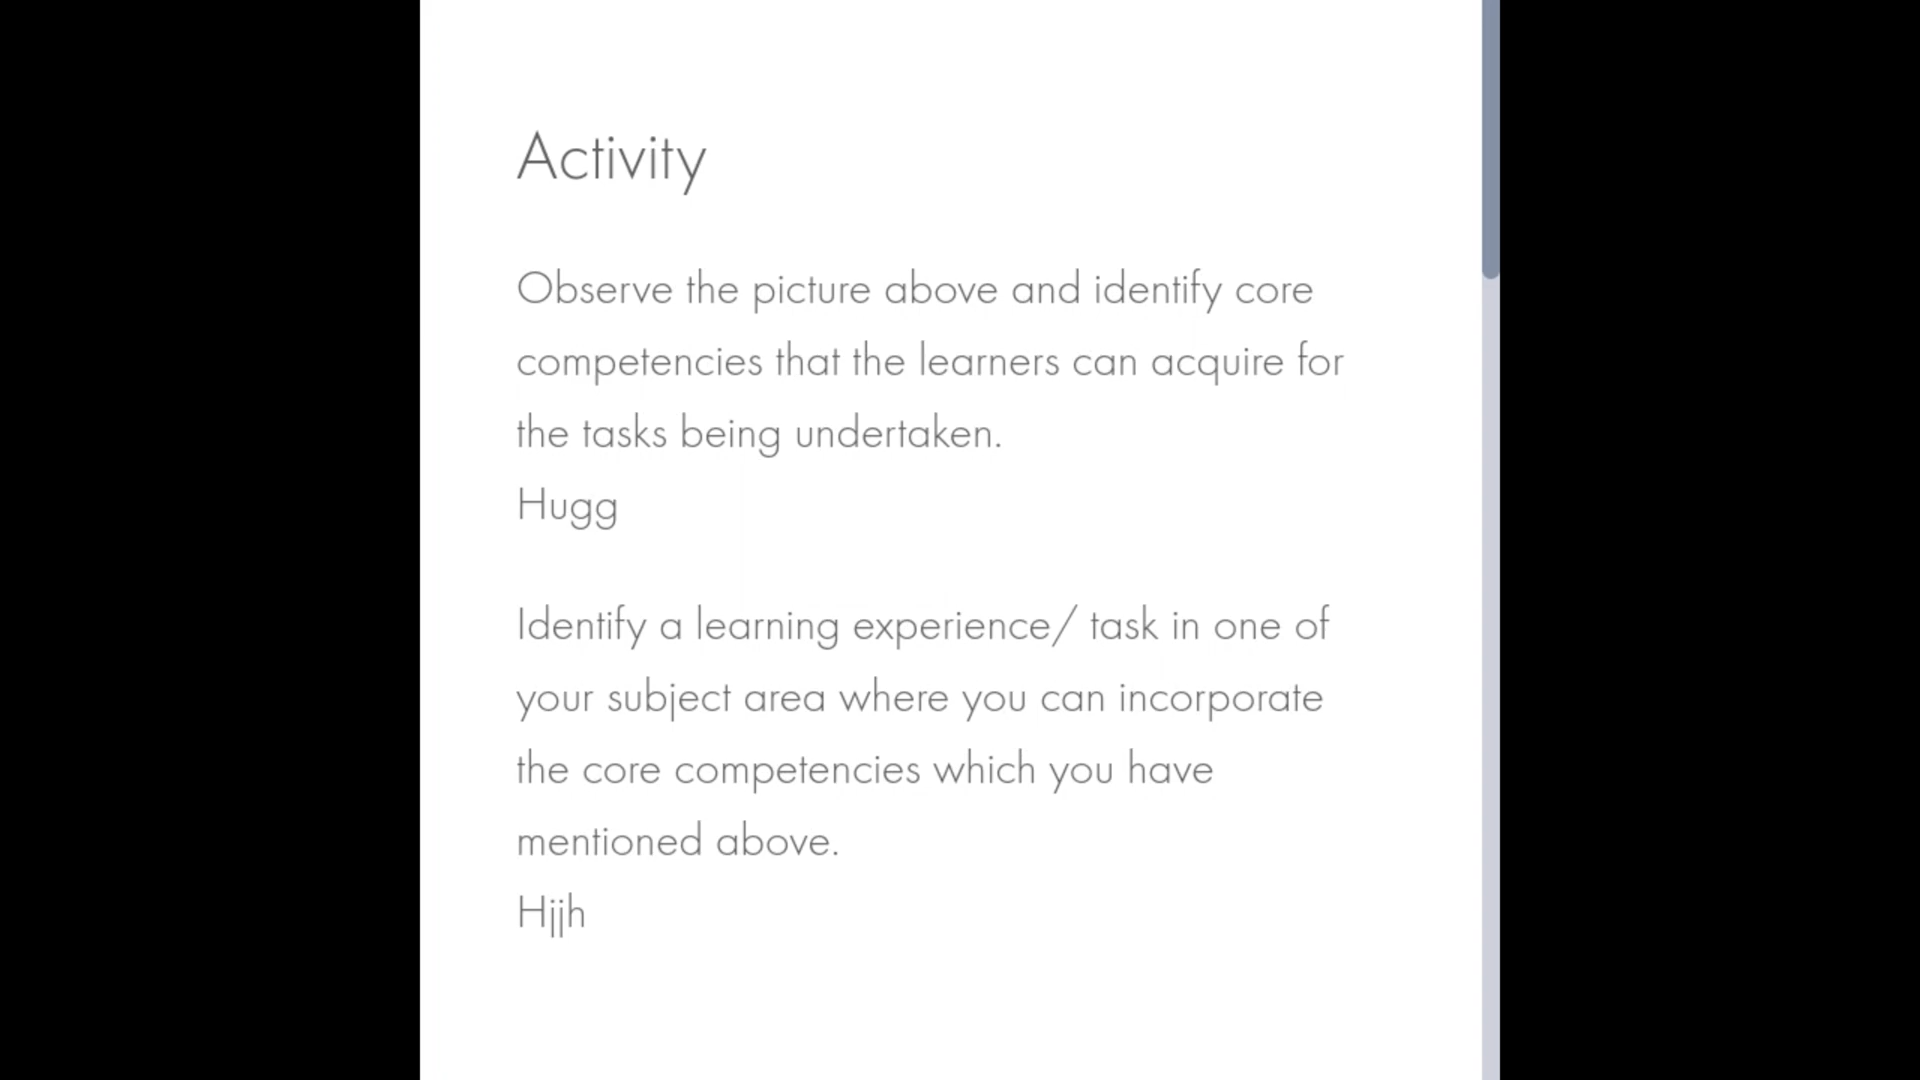 Activity
Observe the picture above and identify core
competencies that the learners can acquire for
the tasks being undertaken.
Hugg
Identify a learning experience/ task in one of
your subject area where you can incorporate
the core competencies which you have
mentioned above.
Hjjh